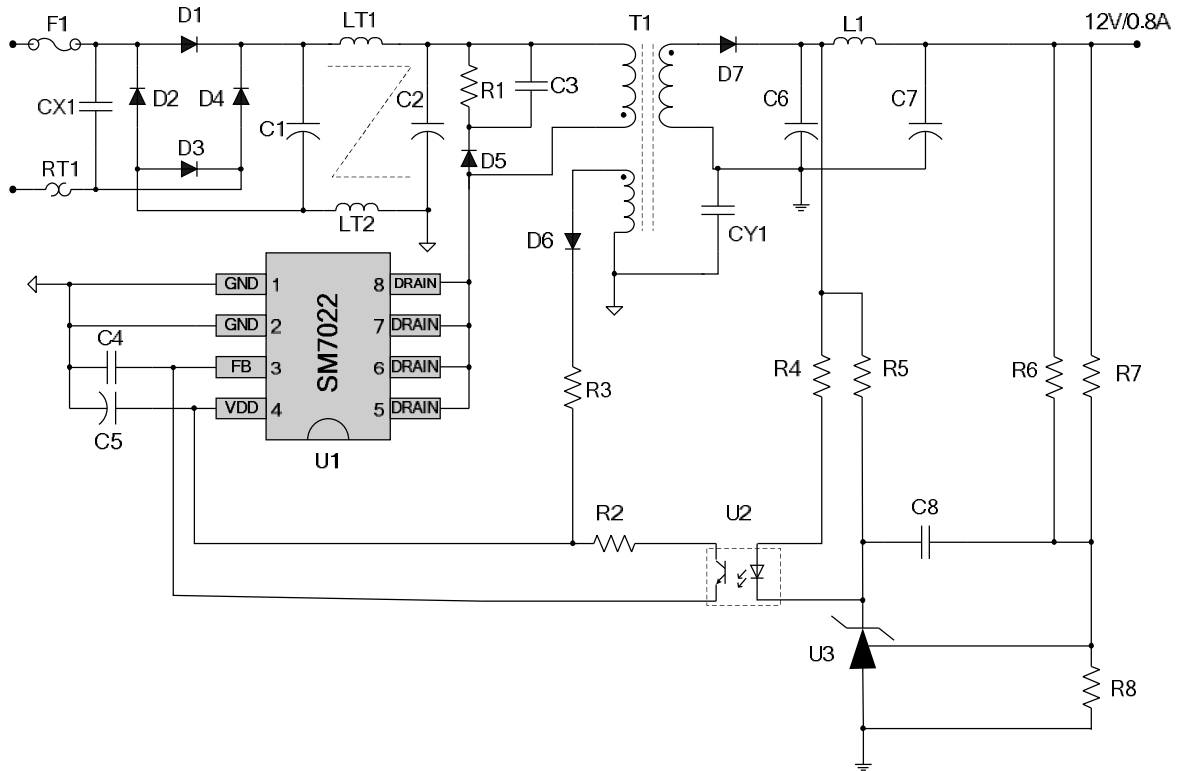 F1
D1
LT1
T1
L1
12V/0.8A
D7
CX1
D2
D4
C1
C2
R1
C3
C6
C7
D3
D5
RT1
LT2
D6
CY1
GND 1
8 DRAIN
GND 2
7 DRAIN
C4
FB 3
6 DRAIN
VDD 4
5 DRAIN
SM7022
C5
U1
R3
R4
R5
R6
R7
R2
U2
C8
U3
R8